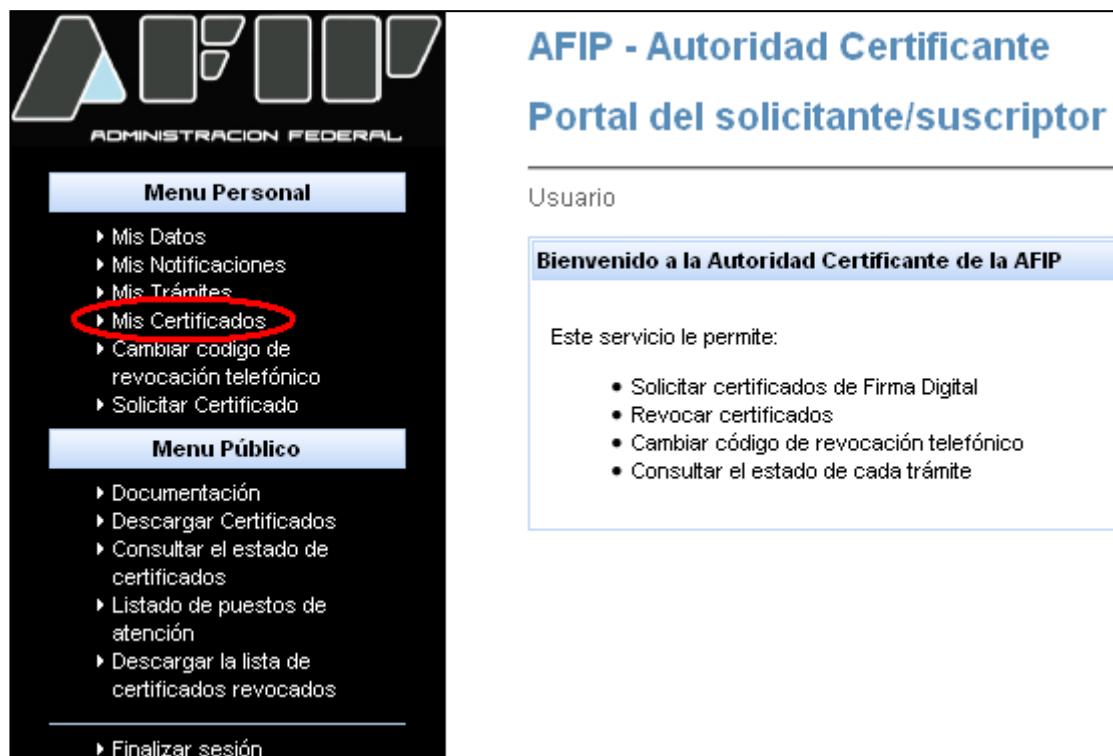 AFIP
ADMINISTRACION FEDERAL
Menu Personal
Mis Datos
Mis Notificaciones
Mis Trámites
Mis Certificados
Cambiar codigo de
revocación telefónico
Solicitar Certificado
Menu Público
Documentación
Descargar Certificados
Consultar el estado de
certificados
Listado de puestos de
atención
Descargar la lista de
certificados revocados
Finalizar sesión
AFIP - Autoridad Certificante
Portal del solicitante/suscriptor
Usuario
Bienvenido a la Autoridad Certificante de la AFIP
Este servicio le permite:
• Solicitar certificados de Firma Digital
• Revocar certificados
• Cambiar código de revocación telefónico
• Consultar el estado de cada trámite